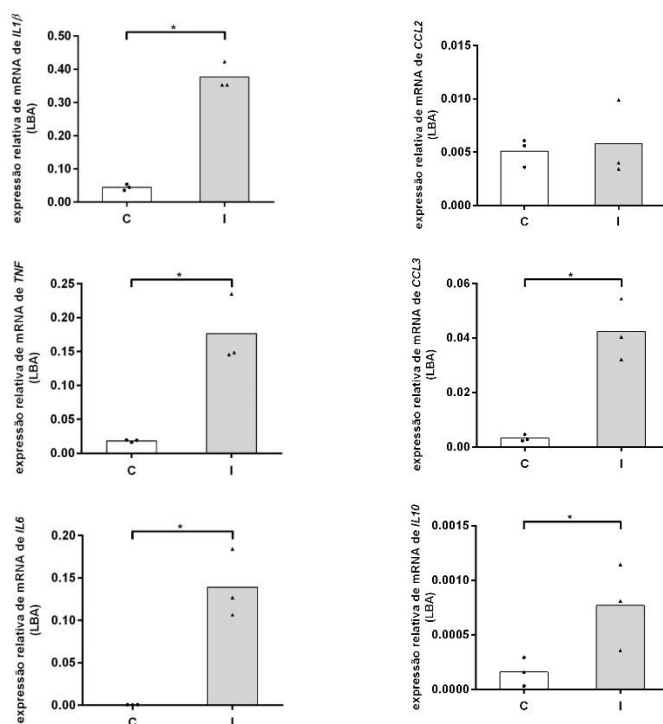 expressão relativa de mRNA de IL1β
(LBA)
0.50
0.40
0.30
0.20
0.10
0.00
*
C I
expressão relativa de mRNA de CCL2
(LBA)
0.015
0.010
0.005
0.000
C I
expressão relativa de mRNA de TNF
(LBA)
0.25
0.20
0.15
0.10
0.05
0.00
*
C I
expressão relativa de mRNA de CCL3
(LBA)
0.06
0.04
0.02
0.00
*
C I
expressão relativa de mRNA de IL6
(LBA)
0.20
0.15
0.10
0.05
0.00
*
C I
expressão relativa de mRNA de IL10
(LBA)
0.0015
0.0010
0.0005
0.0000
*
C I